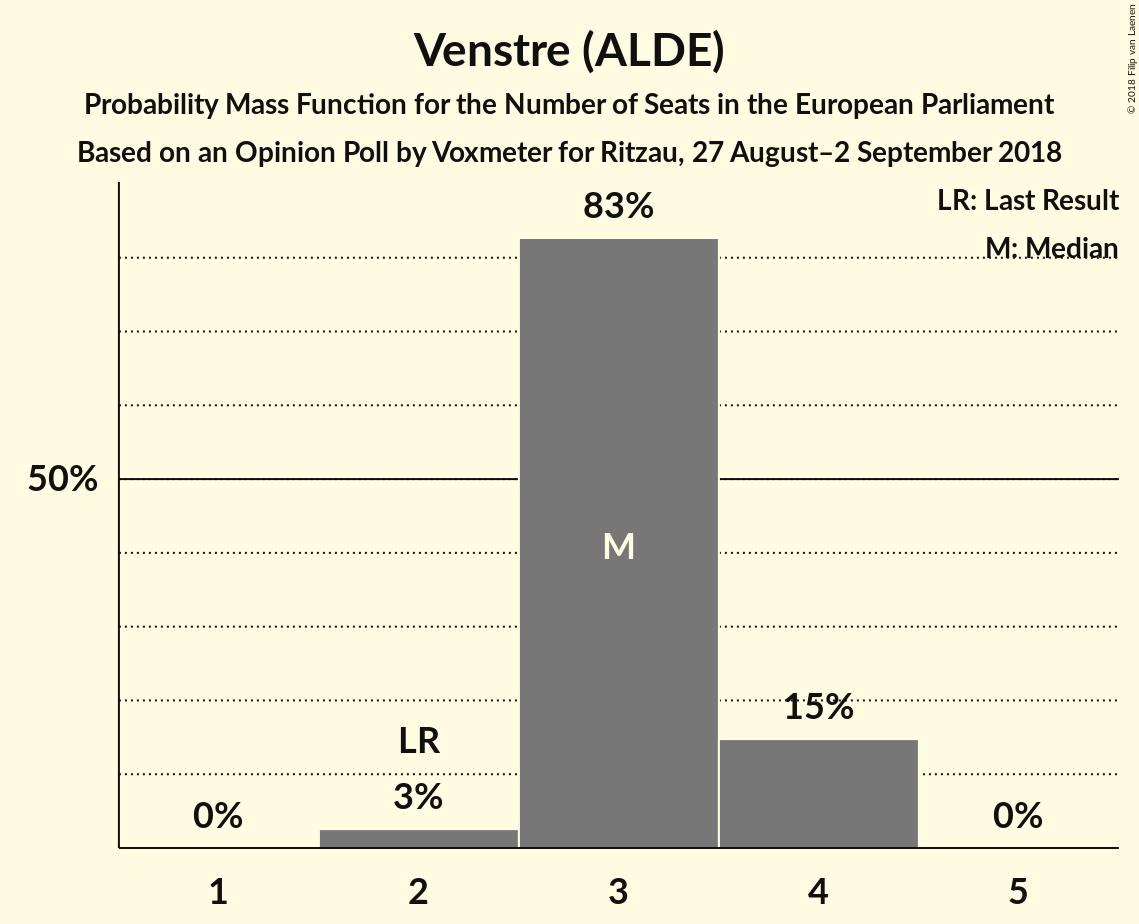 Venstre (ALDE)
Probability Mass Function for the Number of Seats in the European Parliament
Based on an Opinion Poll by Voxmeter for Ritzau, 27 August–2 September 2018
© 2018 Filip van Laenen
LR: Last Result
M: Median
83%
50%
M
15%
LR
3%
0%
0%
1
2
3
4
5